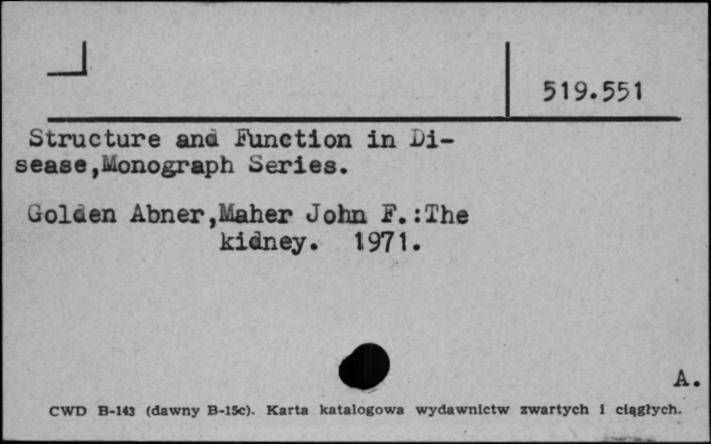 519.551
Structure and Function in Di-
sease,Monograph Series.
Golden Abner,Maher John F.:The
kidney. 1971.
A.
CWD B-143 (dawny B-15c). Karta katalogowa wydawnictw zwartych i ciągłych.